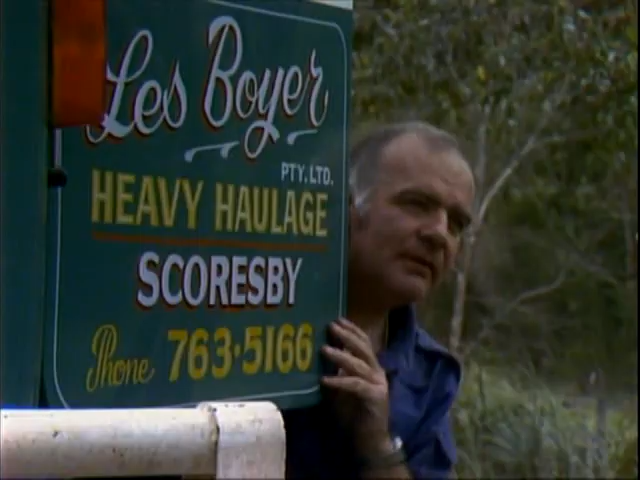 Les Boyer
PTY. LTD.
HEAVY HAULAGE
SCORESBY
Phone 763·5166